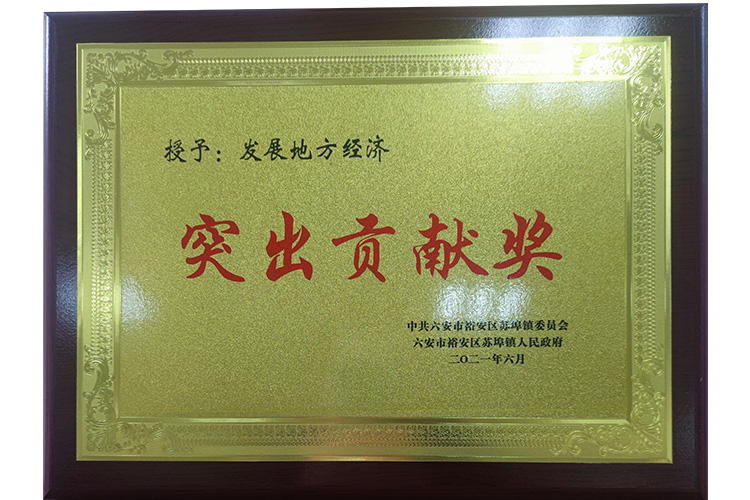 授予：发展地方经济
突出贡献奖
中共六安市裕安区苏埠镇委员会
六安市裕安区苏埠镇人民政府
二〇二一年六月